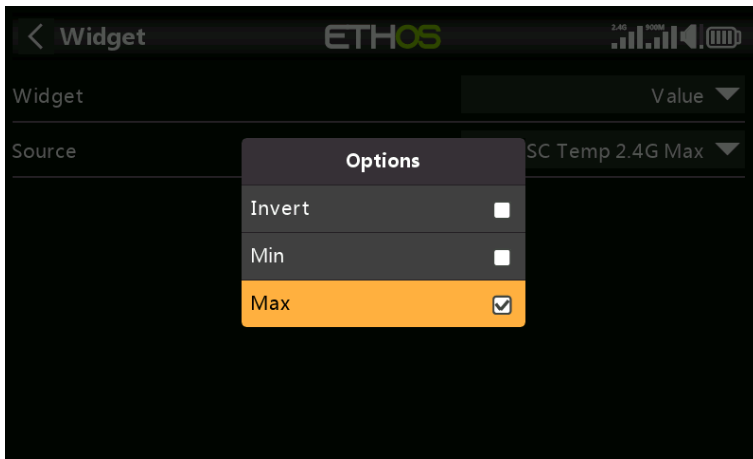 Widget
ETHOS
2.4G 900M
Widget
Value
Source
SC Temp 2.4G Max
Options
Invert
Min
Max